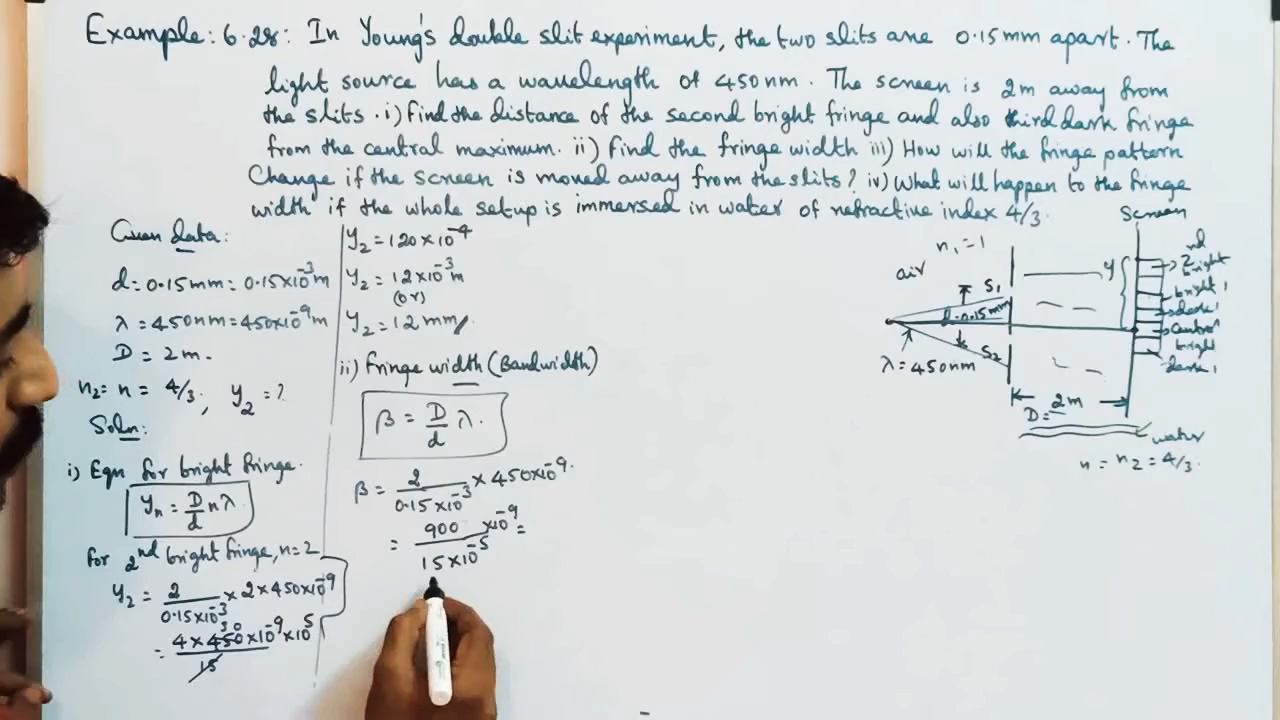 Example: 6.28: In Young's double slit experiment, the two slits are 0.15mm apart. The
light source has a wavelength of 450nm. The screen is 2m away from
the slits. i) Find the distance of the second bright fringe and also third dark fringe
from the central maximum. ii) Find the fringe width iii) How will the fringe pattern
Change if the screen is moved away from the slits? iv) What will happen to the fringe
width if the whole setup is immersed in water of refractive index 4/3.
Given data:
d = 0.15mm = 0.15×10⁻³m
λ = 450nm = 450×10⁻⁹m
D = 2m.
n₂ = n = 4/3, y₂ = ?
Soln:
i) Eqn for bright fringe.
yₙ = D/d nλ
for 2nd bright fringe, n=2
y₂ = 2/0.15×10⁻³ × 2×450×10⁻⁹
= 4×450×10⁻⁹×10⁵/15
30
y₂ = 120×10⁻⁴
y₂ = 12×10⁻³m
(or)
y₂ = 12mm
ii) Fringe width (Bandwidth)
β = D/d λ.
β = 2/0.15×10⁻³ × 450×10⁻⁹.
= 900/15×10⁻⁵ ×10⁻⁹ =
Screen
n₁ = 1
air
S₁
d=0.15mm
S₂
λ = 450nm
y
2nd bright
bright 1
dark 1
central bright
dark 1
D = 2m
water
n = n₂ = 4/3.